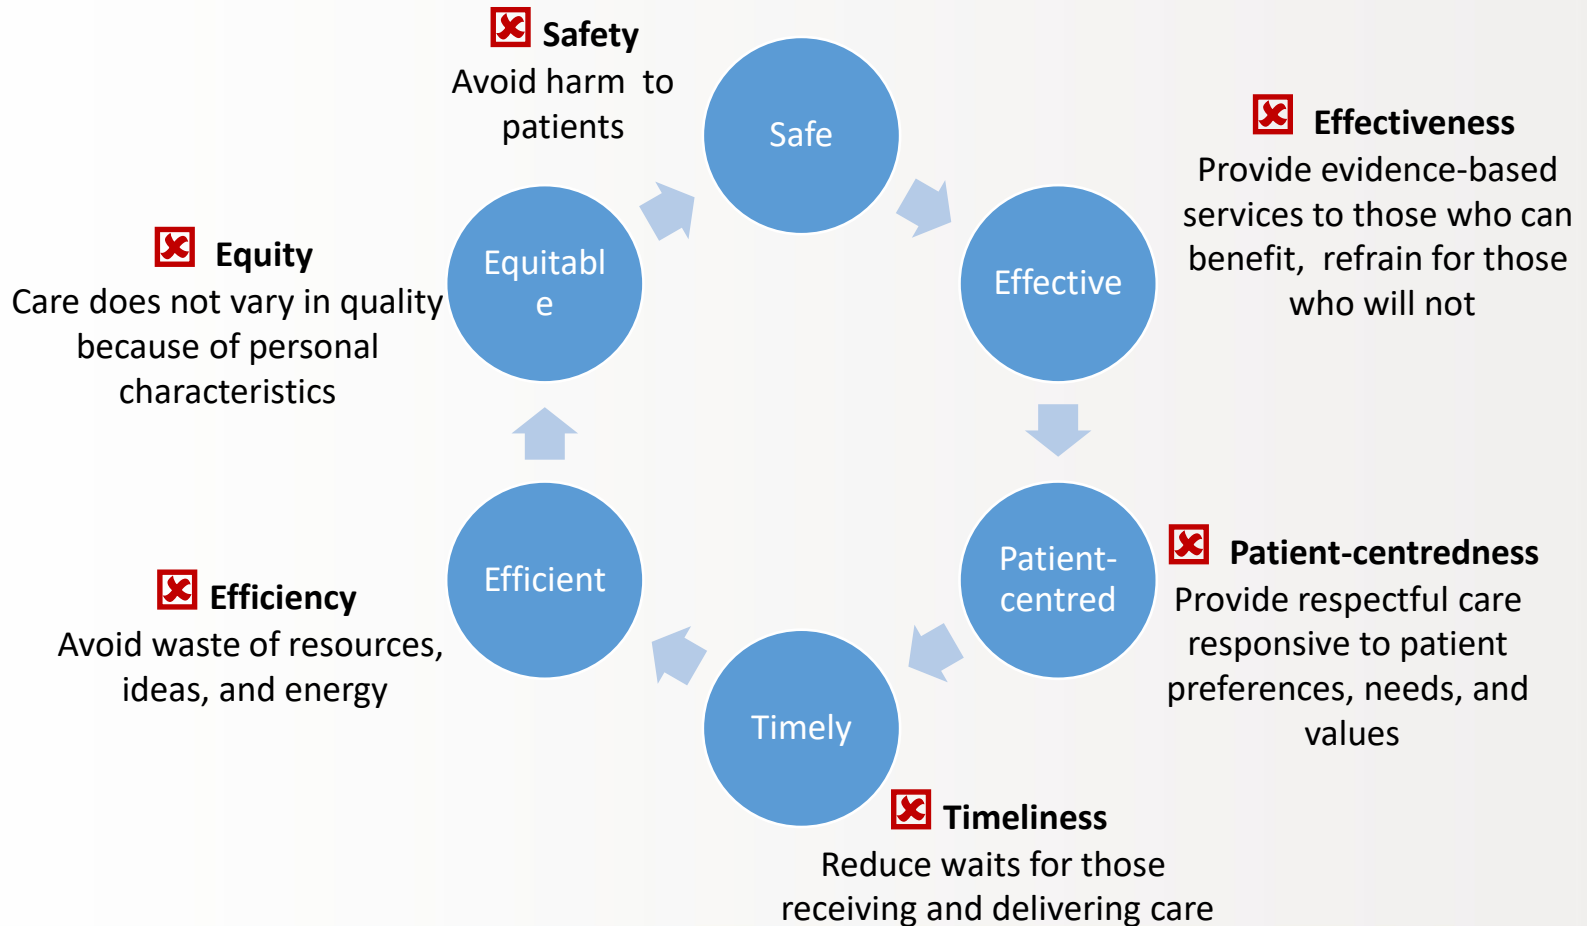 Safety
Avoid harm to
patients
Safe
Effectiveness
Provide evidence-based
services to those who can
benefit, refrain for those
who will not
Effective
Equity
Care does not vary in quality
because of personal
characteristics
Equitabl
e
Patient-
centred
Patient-centredness
Provide respectful care
responsive to patient
preferences, needs, and
values
Efficiency
Avoid waste of resources,
ideas, and energy
Efficient
Timely
Timeliness
Reduce waits for those
receiving and delivering care